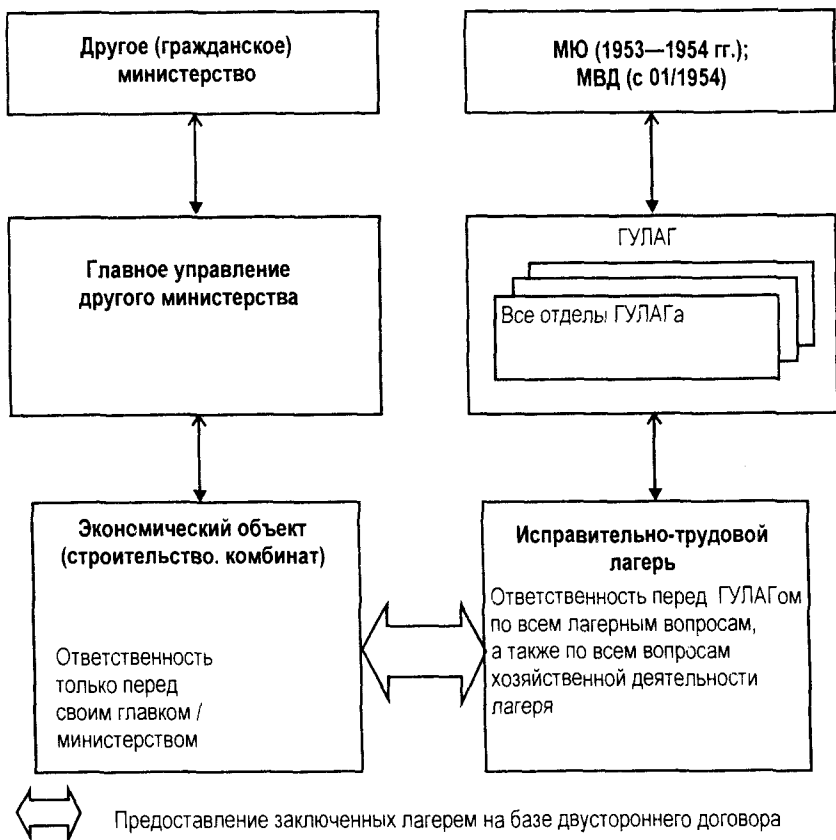 Другое (гражданское)
министерство
МЮ (1953—1954 гг.);
МВД (с 01/1954)
Главное управление
другого министерства
ГУЛАГ
Все отделы ГУЛАГа
Экономический объект
(строительство. комбинат)
Ответственность
только перед
своим главком /
министерством
Исправительно-трудовой
лагерь
Ответственность перед ГУЛАГом
по всем лагерным вопросам,
а также по всем вопросам
хозяйственной деятельности
лагеря
Предоставление заключенных лагерем на базе двустороннего договора